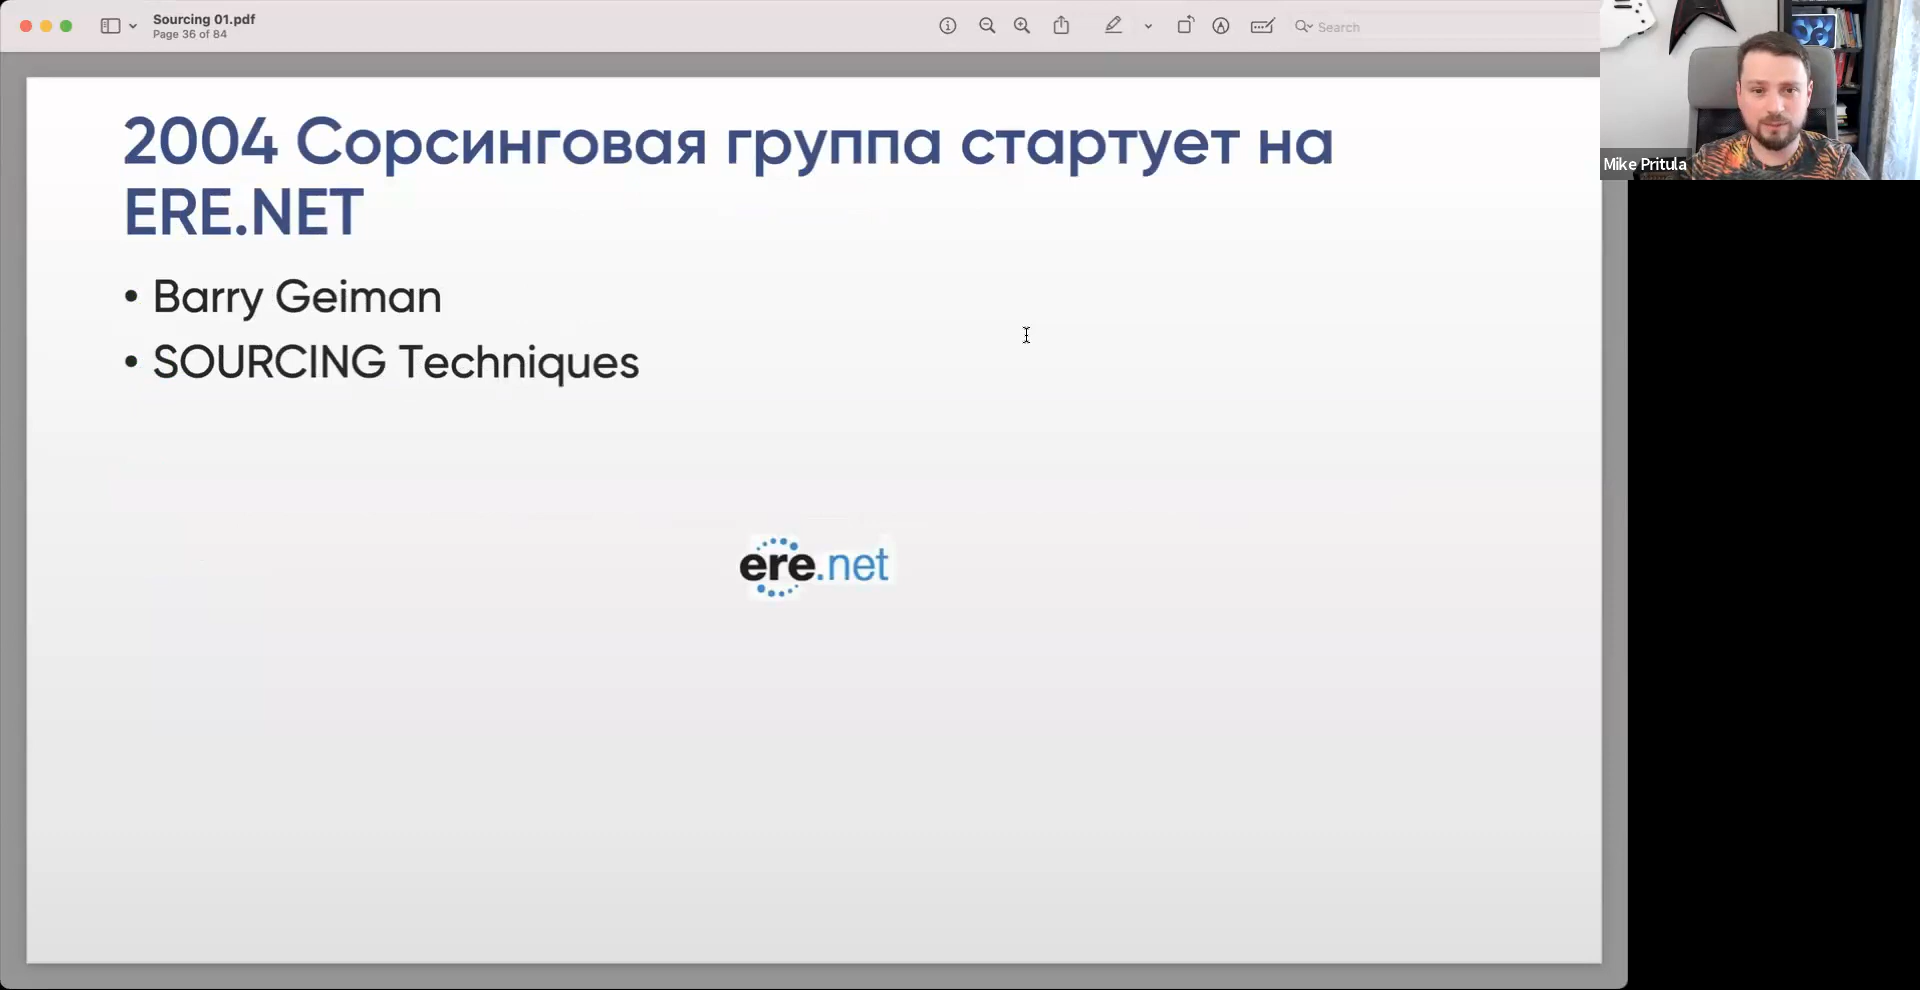 Sourcing 01.pdf
Page 36 of 84
Search
2004 Сорсинговая группа стартует на
ERE.NET
• Barry Geiman
• SOURCING Techniques
ere.net
Mike Pritula